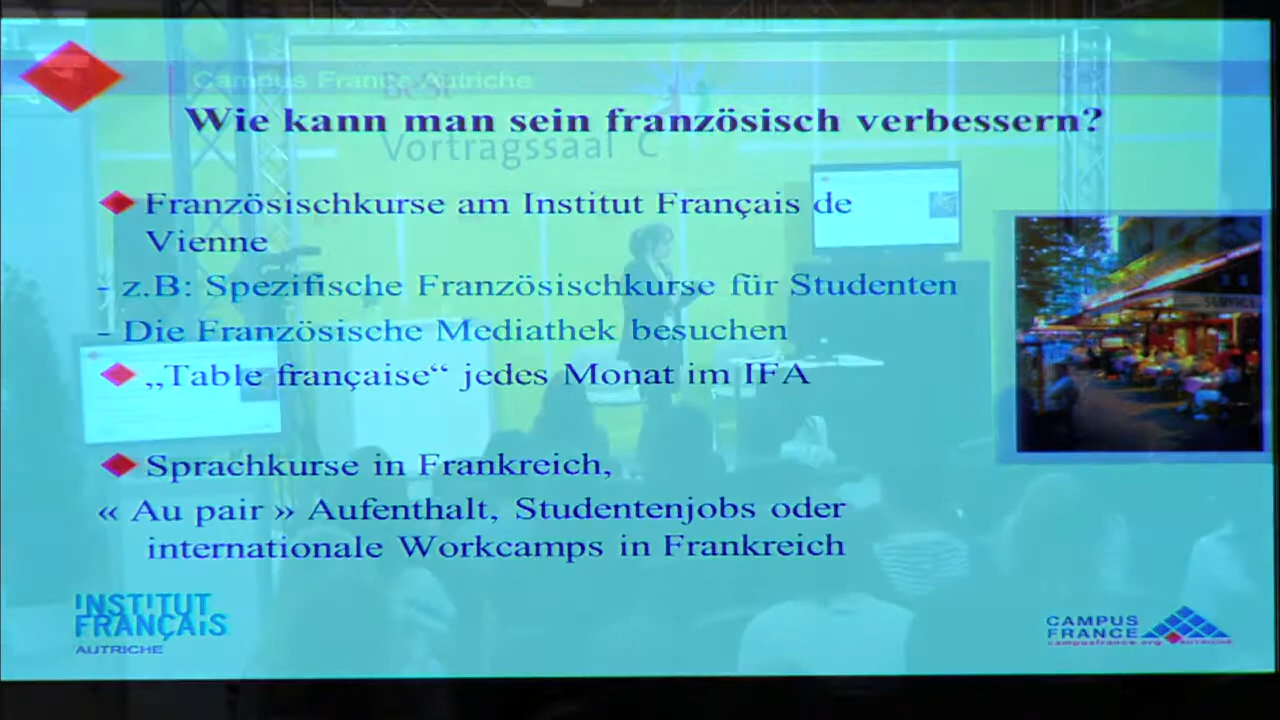 Campus France Autriche
BeSt
Wie kann man sein französisch verbessern?
Vortragssaal C
Französischkurse am Institut Français de
Vienne
- z.B: Spezifische Französischkurse für Studenten
- Die Französische Mediathek besuchen
„Table française“ jedes Monat im IFA
Sprachkurse in Frankreich,
« Au pair » Aufenthalt, Studentenjobs oder
internationale Workcamps in Frankreich
INSTITUT
FRANÇAIS
AUTRICHE
CAMPUS
FRANCE
campusfrance.org
AUTRICHE